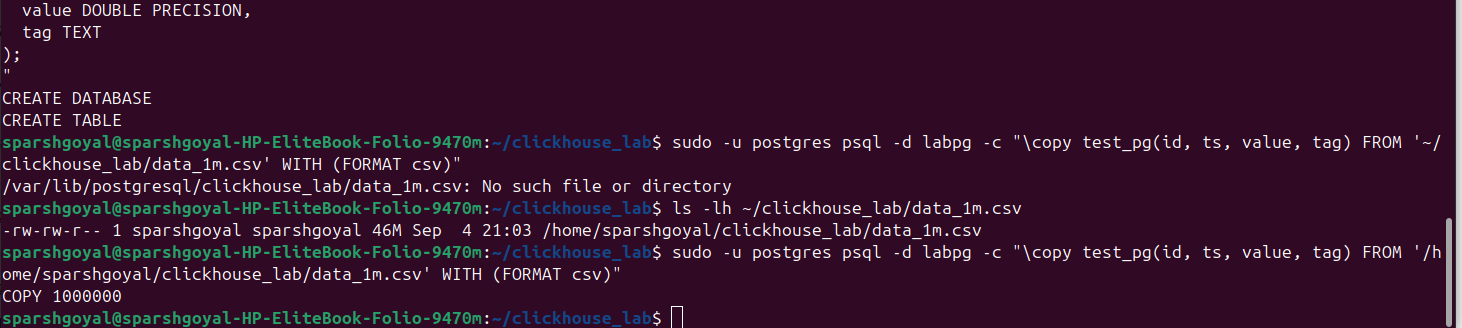 value DOUBLE PRECISION,
  tag TEXT
);
"
CREATE DATABASE
CREATE TABLE
sparshgoyal@sparshgoyal-HP-EliteBook-Folio-9470m:~/clickhouse_lab$ sudo -u postgres psql -d labpg -c "\copy test_pg(id, ts, value, tag) FROM '~/
clickhouse_lab/data_1m.csv' WITH (FORMAT csv)"
/var/lib/postgresql/clickhouse_lab/data_1m.csv: No such file or directory
sparshgoyal@sparshgoyal-HP-EliteBook-Folio-9470m:~/clickhouse_lab$ ls -lh ~/clickhouse_lab/data_1m.csv
-rw-rw-r-- 1 sparshgoyal sparshgoyal 46M Sep  4 21:03 /home/sparshgoyal/clickhouse_lab/data_1m.csv
sparshgoyal@sparshgoyal-HP-EliteBook-Folio-9470m:~/clickhouse_lab$ sudo -u postgres psql -d labpg -c "\copy test_pg(id, ts, value, tag) FROM '/h
ome/sparshgoyal/clickhouse_lab/data_1m.csv' WITH (FORMAT csv)"
COPY 1000000
sparshgoyal@sparshgoyal-HP-EliteBook-Folio-9470m:~/clickhouse_lab$